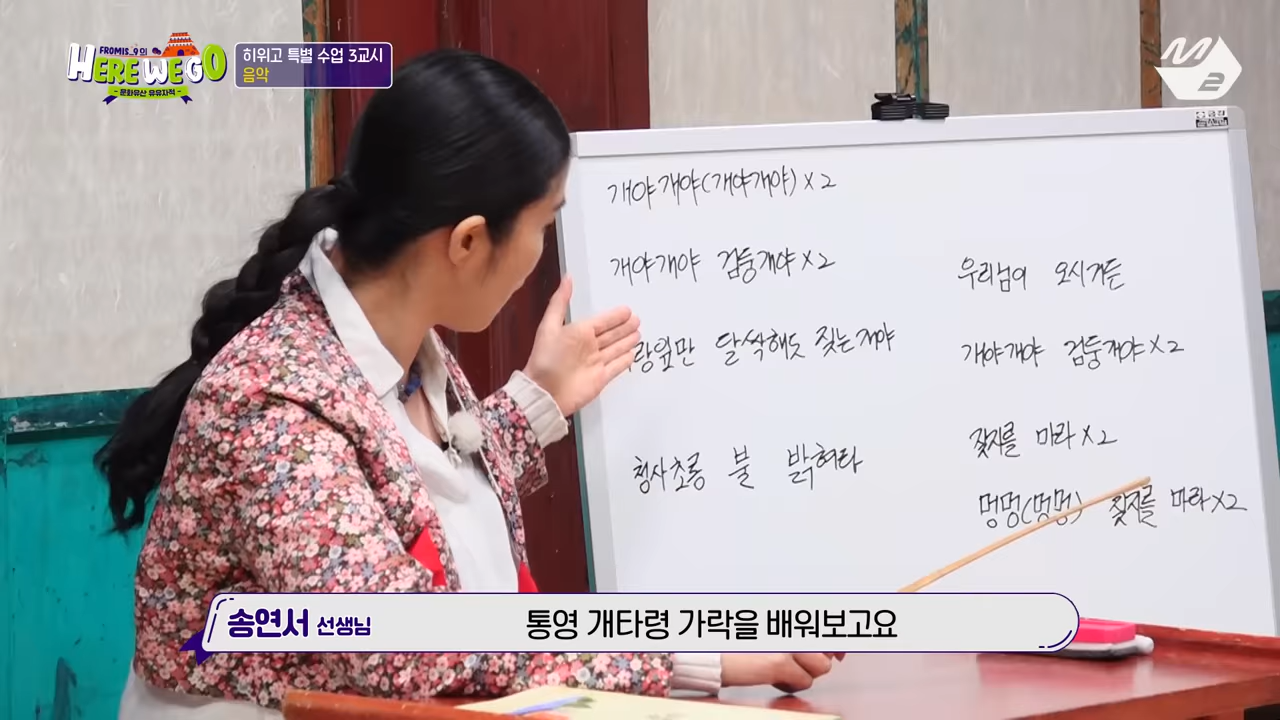 FROMIS_9의
HERE WE GO
- 문화유산 유유자적 -
히위고 특별 수업 3교시
음악
M2
개야개야(개야개야)×2
개야개야 검둥개야×2
랑잎만 달싹해도 짖는개야
청사초롱 불 밝혀라
우리님이 오시거든
개야개야 검둥개야×2
짖지를 마라×2
멍멍(멍멍) 짖지를 마라×2
송연서 선생님
통영 개타령 가락을 배워보고요